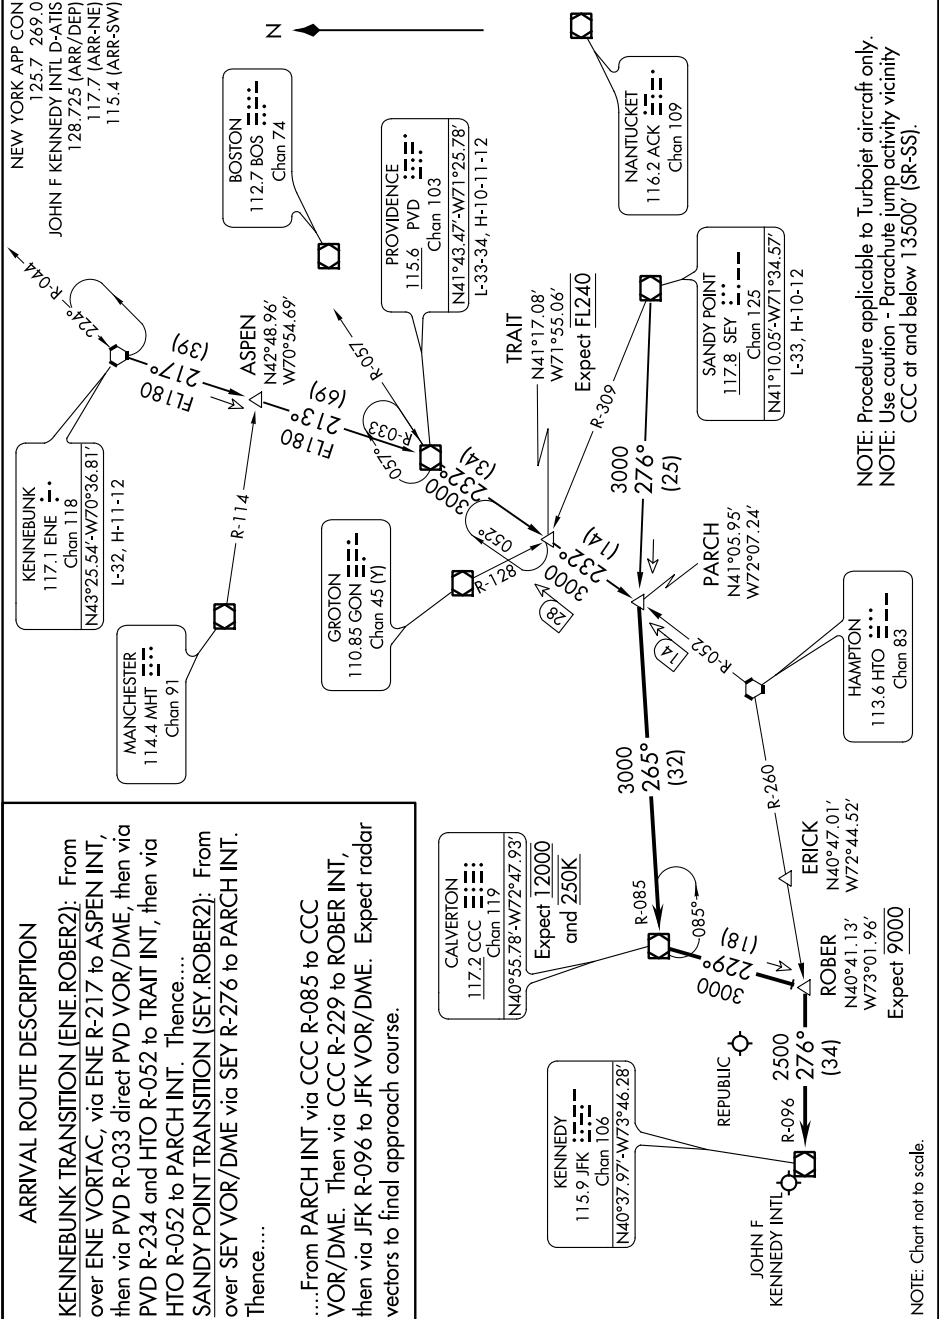 NEW YORK APP CON
125.7 269.0
JOHN F KENNEDY INTL D-ATIS
128.725 (ARR/DEP)
117.7 (ARR-NE)
115.4 (ARR-SW)
N
ARRIVAL ROUTE DESCRIPTION
KENNEBUNK TRANSITION (ENE.ROBER2): From
over ENE VORTAC, via ENE R-217 to ASPEN INT,
then via PVD R-033 direct PVD VOR/DME, then via
PVD R-234 and HTO R-052 to TRAIT INT, then via
HTO R-052 to PARCH INT. Thence....
SANDY POINT TRANSITION (SEY.ROBER2): From
over SEY VOR/DME via SEY R-276 to PARCH INT.
Thence....
....From PARCH INT via CCC R-085 to CCC
VOR/DME. Then via CCC R-229 to ROBER INT,
then via JFK R-096 to JFK VOR/DME. Expect radar
vectors to final approach course.
KENNEBUNK
117.1 ENE
Chan 118
N43°25.54'-W70°36.81'
L-32, H-11-12
R-044
224°
FL180
217°
(39)
ASPEN
N42°48.96'
W70°54.69'
MANCHESTER
114.4 MHT
Chan 91
R-114
FL180
213°
(69)
BOSTON
112.7 BOS
Chan 74
R-057
R-033
057°
PROVIDENCE
115.6 PVD
Chan 103
N41°43.47'-W71°25.78'
L-33-34, H-10-11-12
3000
232°
(34)
GROTON
110.85 GON
Chan 45 (Y)
R-128
052°
TRAIT
N41°17.08'
W71°55.06'
Expect FL240
28
3000
232°
(14)
R-309
NANTUCKET
116.2 ACK
Chan 109
SANDY POINT
117.8 SEY
Chan 125
N41°10.05'-W71°34.57'
L-33, H-10-12
3000
276°
(25)
PARCH
N41°05.95'
W72°07.24'
14
R-052
HAMPTON
113.6 HTO
Chan 83
3000
265°
(32)
R-260
ERICK
N40°47.01'
W72°44.52'
CALVERTON
117.2 CCC
Chan 119
N40°55.78'-W72°47.93'
Expect 12000
and 250K
R-085
085°
3000
229°
(18)
ROBER
N40°41.13'
W73°01.96'
Expect 9000
REPUBLIC
2500
276°
(34)
R-096
KENNEDY
115.9 JFK
Chan 106
N40°37.97'-W73°46.28'
JOHN F
KENNEDY INTL
NOTE: Procedure applicable to Turbojet aircraft only.
NOTE: Use caution - Parachute jump activity vicinity
CCC at and below 13500' (SR-SS).
NOTE: Chart not to scale.